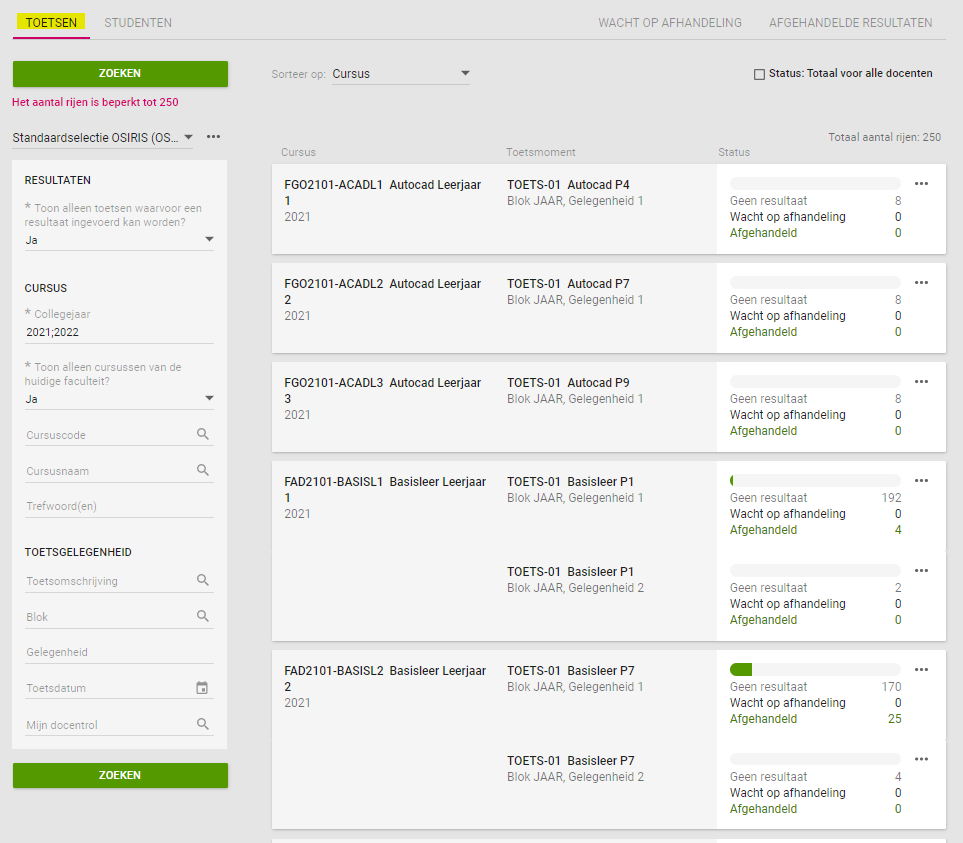 TOETSEN STUDENTEN WACHT OP AFHANDELING AFGEHANDELDE RESULTATEN
ZOEKEN
Het aantal rijen is beperkt tot 250
Standaardselectie OSIRIS (OS...
RESULTATEN
* Toon alleen toetsen waarvoor een
resultaat ingevoerd kan worden?
Ja
CURSUS
* Collegejaar
2021;2022
* Toon alleen cursussen van de
huidige faculteit?
Ja
Cursuscode
Cursusnaam
Trefwoord(en)
TOETSGELEGENHEID
Toetsomschrijving
Blok
Gelegenheid
Toetsdatum
Mijn docentrol
ZOEKEN
Sorteer op: Cursus
Status: Totaal voor alle docenten
Totaal aantal rijen: 250
Cursus Toetsmoment Status
FGO2101-ACADL1 Autocad Leerjaar
1
2021
TOETS-01 Autocad P4
Blok JAAR, Gelegenheid 1
Geen resultaat 8
Wacht op afhandeling 0
Afgehandeld 0
FGO2101-ACADL2 Autocad Leerjaar
2
2021
TOETS-01 Autocad P7
Blok JAAR, Gelegenheid 1
Geen resultaat 8
Wacht op afhandeling 0
Afgehandeld 0
FGO2101-ACADL3 Autocad Leerjaar
3
2021
TOETS-01 Autocad P9
Blok JAAR, Gelegenheid 1
Geen resultaat 8
Wacht op afhandeling 0
Afgehandeld 0
FAD2101-BASISL1 Basisleer Leerjaar
1
2021
TOETS-01 Basisleer P1
Blok JAAR, Gelegenheid 1
Geen resultaat 192
Wacht op afhandeling 0
Afgehandeld 4
TOETS-01 Basisleer P1
Blok JAAR, Gelegenheid 2
Geen resultaat 2
Wacht op afhandeling 0
Afgehandeld 0
FAD2101-BASISL2 Basisleer Leerjaar
2
2021
TOETS-01 Basisleer P7
Blok JAAR, Gelegenheid 1
Geen resultaat 170
Wacht op afhandeling 0
Afgehandeld 25
TOETS-01 Basisleer P7
Blok JAAR, Gelegenheid 2
Geen resultaat 4
Wacht op afhandeling 0
Afgehandeld 0